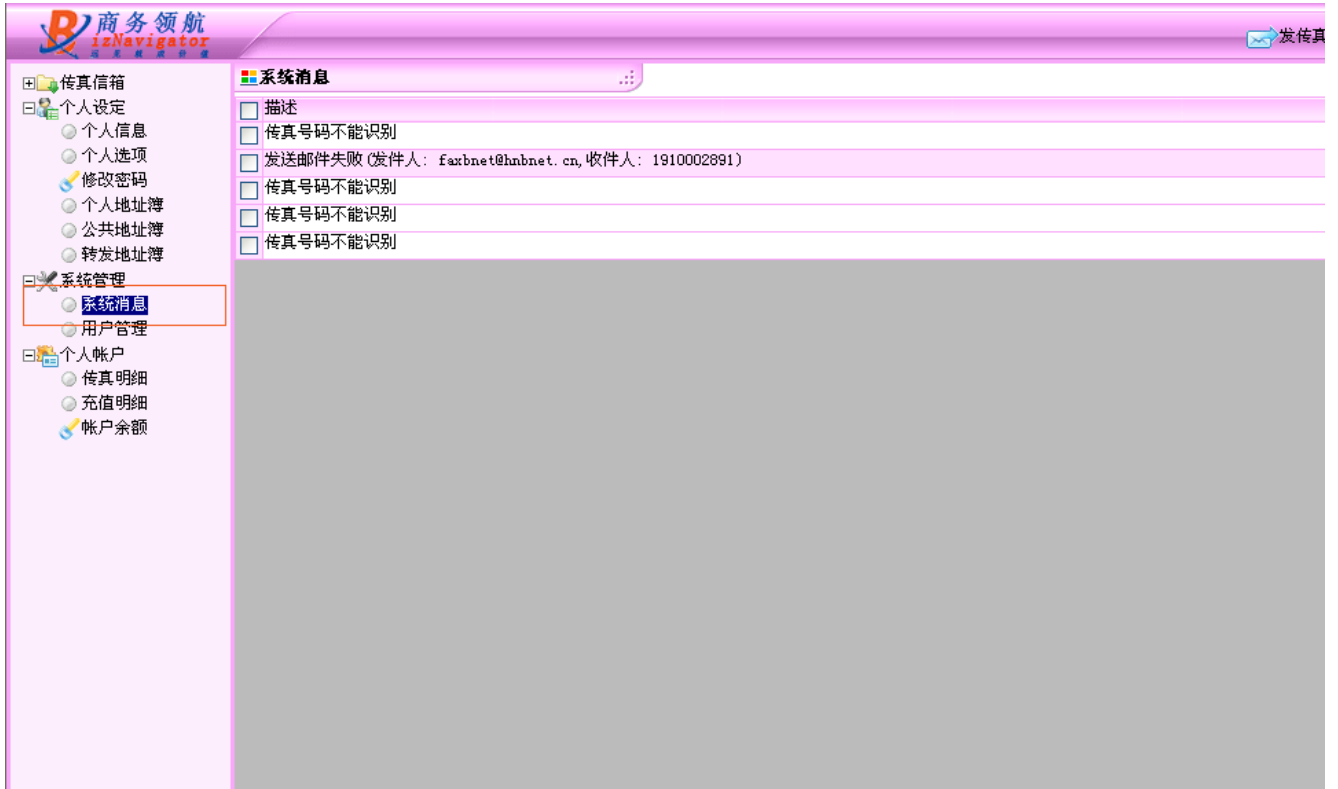 商务领航
izNavigator
发传真
传真信箱
个人设定
个人信息
个人选项
修改密码
个人地址簿
公共地址簿
转发地址簿
系统管理
系统消息
用户管理
个人帐户
传真明细
充值明细
帐户余额
系统消息
描述
传真号码不能识别
发送邮件失败(发件人: faxbnet@hnbnet.cn,收件人: 1910002891)
传真号码不能识别
传真号码不能识别
传真号码不能识别